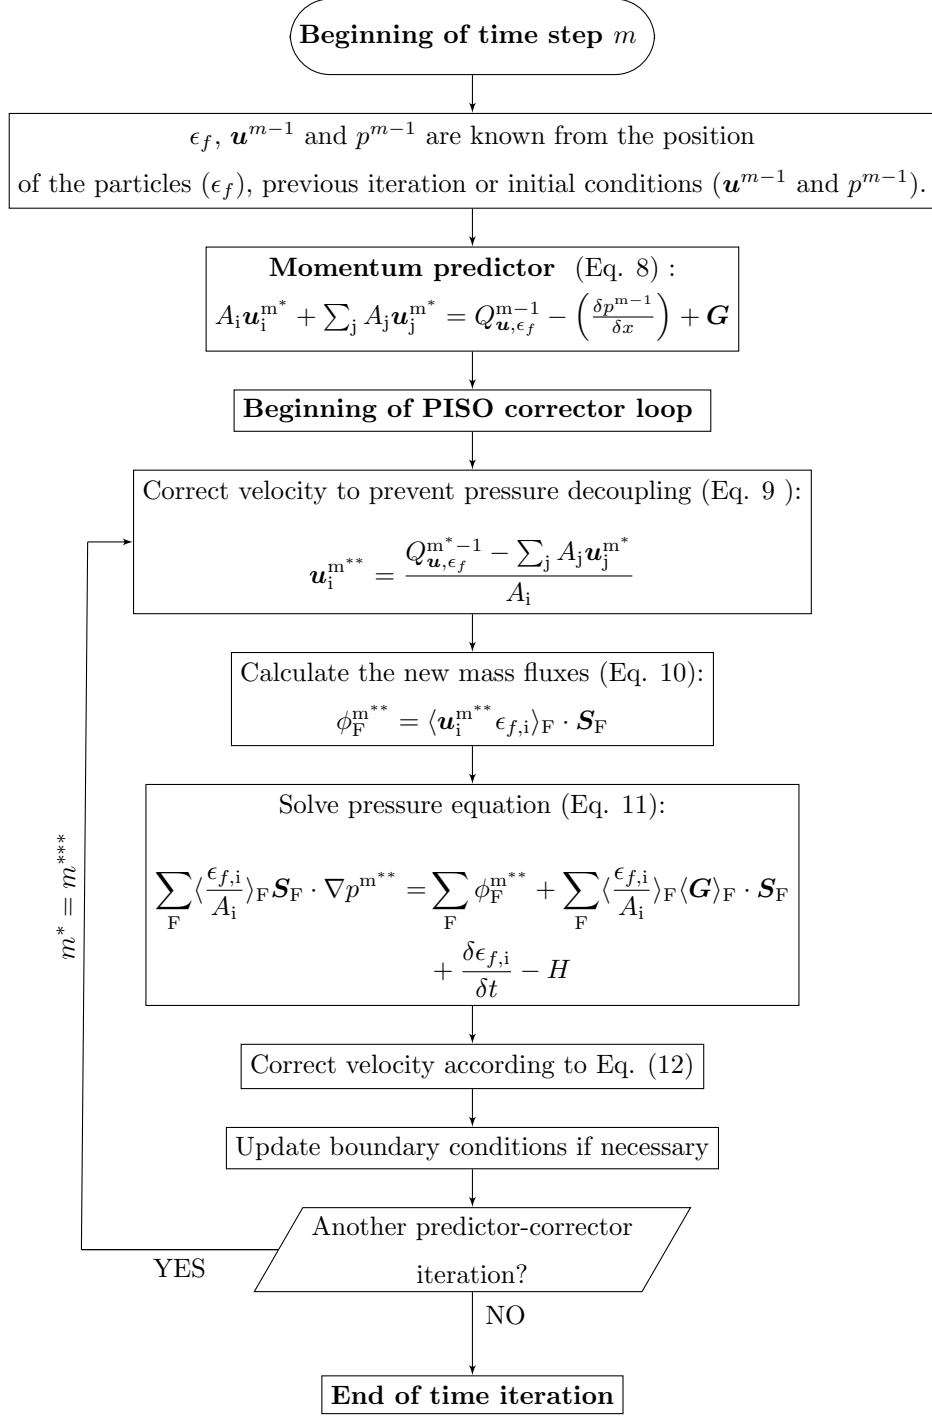 Beginning of time step m
ϵ_f, u^{m−1} and p^{m−1} are known from the position
of the particles (ϵ_f), previous iteration or initial conditions (u^{m−1} and p^{m−1}).
Momentum predictor (Eq. 8) :
A_i u_i^{m*} + ∑_j A_j u_j^{m*} = Q_{u,ϵ_f}^{m−1} − (δp^{m−1}/δx) + G
Beginning of PISO corrector loop
Correct velocity to prevent pressure decoupling (Eq. 9 ):
u_i^{m**} = (Q_{u,ϵ_f}^{m*−1} − ∑_j A_j u_j^{m*}) / A_i
Calculate the new mass fluxes (Eq. 10):
ϕ_F^{m**} = ⟨u_i^{m**} ϵ_{f,i}⟩_F · S_F
Solve pressure equation (Eq. 11):
∑_F ⟨ϵ_{f,i}/A_i⟩_F S_F · ∇p^{m**} = ∑_F ϕ_F^{m**} + ∑_F ⟨ϵ_{f,i}/A_i⟩_F ⟨G⟩_F · S_F
+ δϵ_{f,i}/δt − H
m* = m***
Correct velocity according to Eq. (12)
Update boundary conditions if necessary
Another predictor-corrector
iteration?
YES
NO
End of time iteration